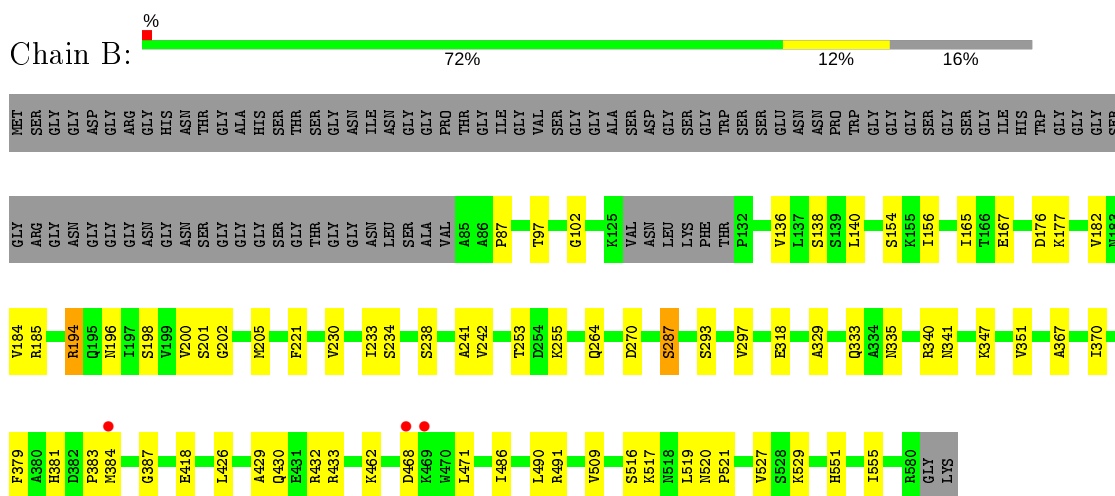 %
Chain B:
72% 12% 16%
MET SER GLY GLY ASP GLY ARG GLY HIS ASN THR GLY ALA HIS SER THR SER GLY ASN ILE ASN GLY GLY PRO THR GLY ILE GLY VAL SER GLY GLY ALA SER ASP GLY SER GLY TRP SER SER GLU ASN ASN PRO TRP GLY GLY GLY SER GLY SER GLY ILE HIS TRP GLY GLY GLY SER
GLY ARG GLY ASN GLY GLY GLY ASN GLY ASN SER GLY GLY GLY SER GLY THR GLY GLY ASN LEU SER ALA VAL A85 A86 P87 T97 G102 K125 VAL ASN LEU LYS PHE THR P132 V136 L137 S138 S139 L140 S154 K155 I156 I165 T166 E167 D176 K177 V182 N183
V184 R185 R194 Q195 N196 I197 S198 V199 V200 S201 G202 M205 F221 V230 I233 S234 S238 A241 V242 T253 D254 K255 Q264 D270 S287 S293 V297 E318 A329 Q333 A334 N335 R340 N341 K347 V351 A367 I370
F379 A380 H381 D382 P383 M384 G387 E418 L426 A429 Q430 E431 R432 R433 K462 D468 K469 W470 L471 I486 L490 R491 V509 S516 K517 N518 L519 N520 P521 V527 S528 K529 H551 I555 R580 GLY LYS